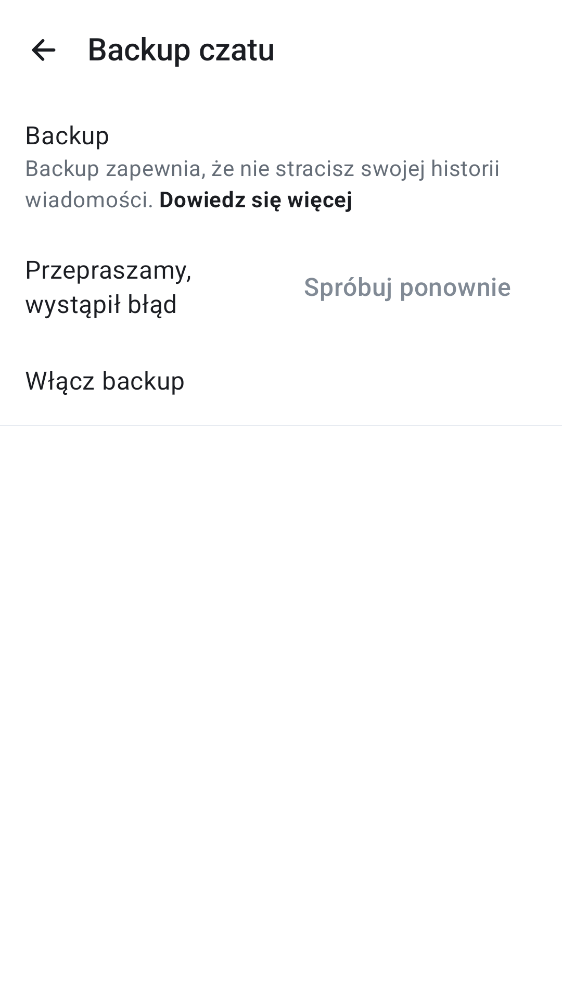 Backup czatu
Backup
Backup zapewnia, że nie stracisz swojej historii
wiadomości. Dowiedz się więcej
Przepraszamy,
wystąpił błąd
Spróbuj ponownie
Włącz backup